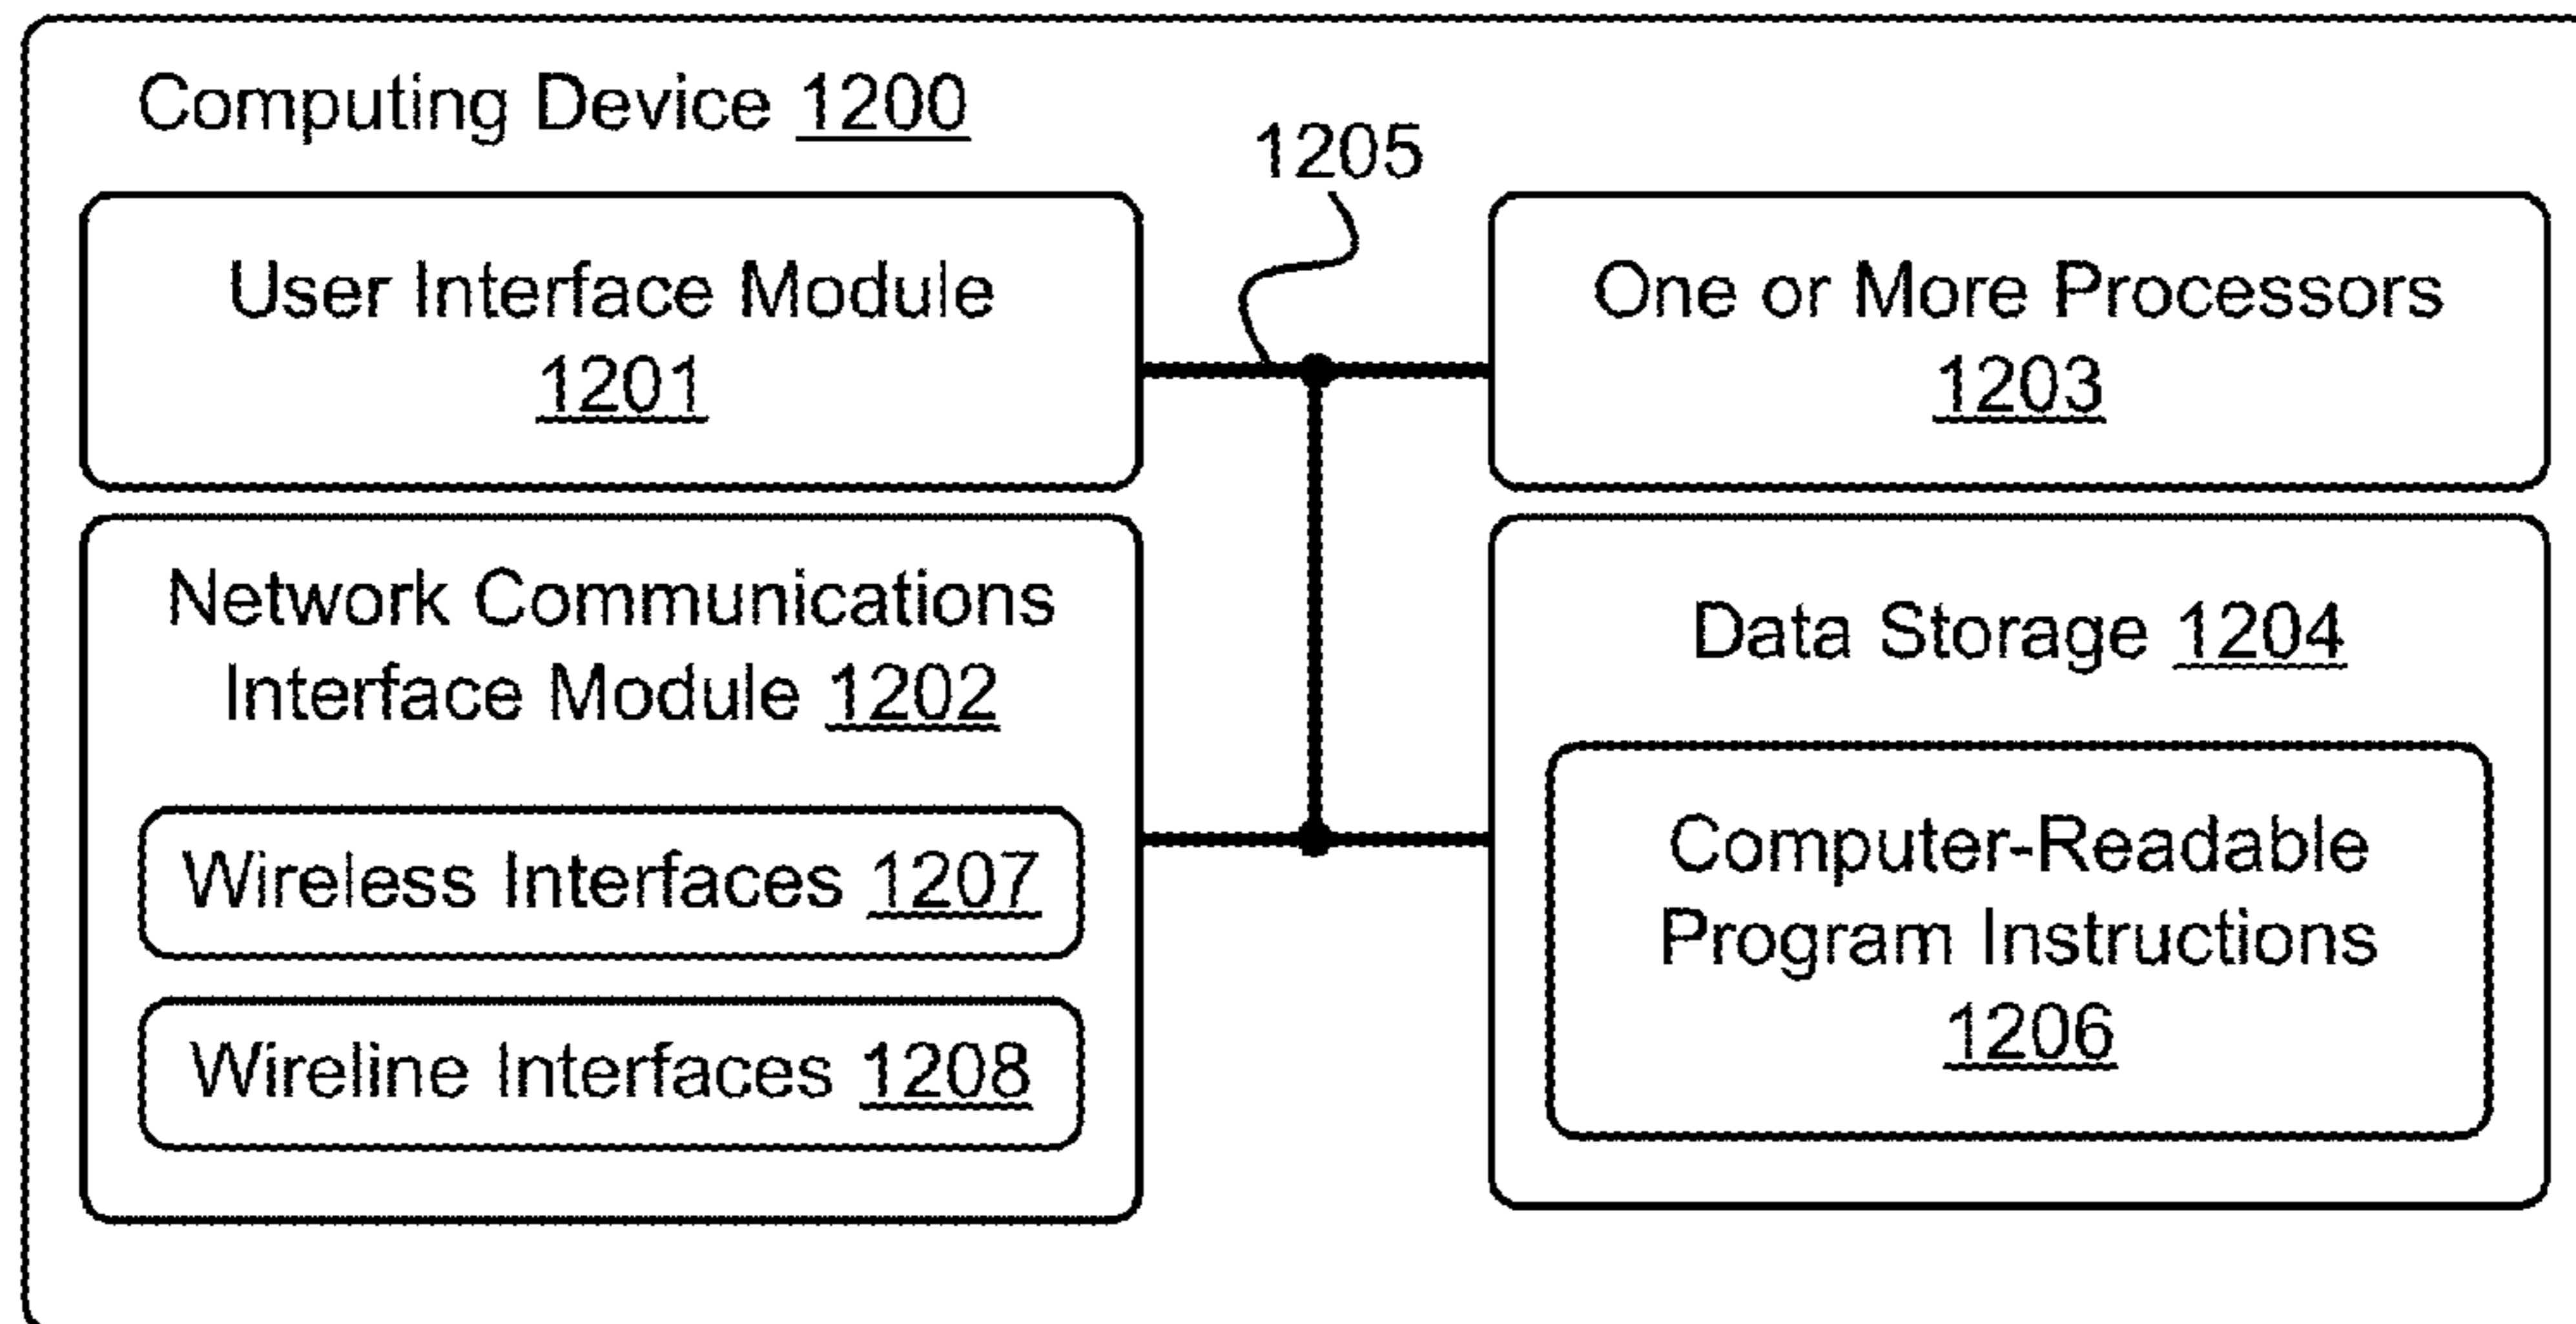 Computing Device 1200
1205
User Interface Module
1201
One or More Processors
1203
Network Communications
Interface Module 1202
Wireless Interfaces 1207
Wireline Interfaces 1208
Data Storage 1204
Computer-Readable
Program Instructions
1206